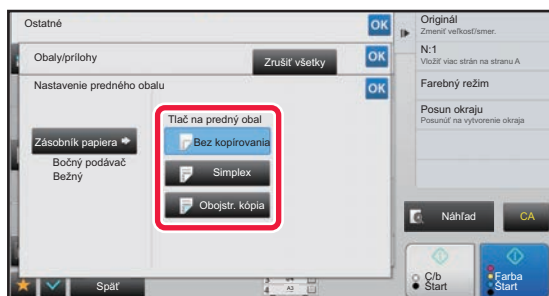 Ostatné
OK
Obaly/prílohy
Zrušiť všetky
OK
Nastavenie predného obalu
OK
Tlač na predný obal
Zásobník papiera
Bočný podávač
Bežný
Bez kopírovania
Simplex
Obojstr. kópia
Späť
A3
4
Originál
Zmeniť veľkosť/smer.
N:1
Vložiť viac strán na stranu A
Farebný režim
Posun okraju
Posunúť na vytvorenie okraja
Náhľad
CA
Č/b
Štart
Farba
Štart